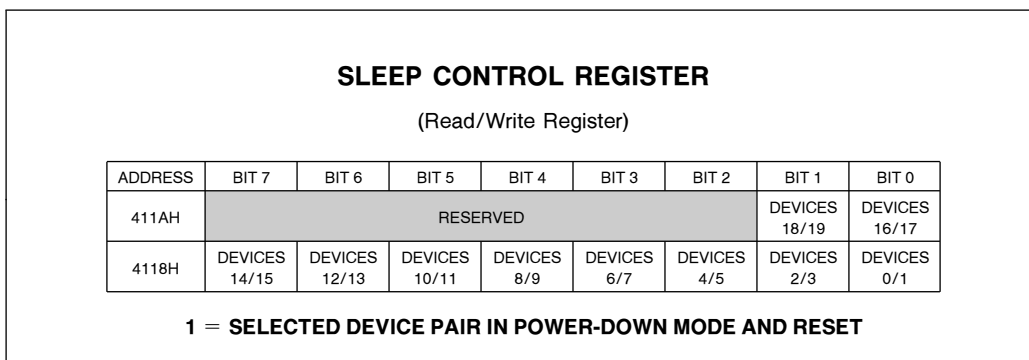 SLEEP CONTROL REGISTER
(Read/Write Register)
ADDRESS BIT 7 BIT 6 BIT 5 BIT 4 BIT 3 BIT 2 BIT 1 BIT 0
411AH RESERVED DEVICES 18/19 DEVICES 16/17
4118H DEVICES 14/15 DEVICES 12/13 DEVICES 10/11 DEVICES 8/9 DEVICES 6/7 DEVICES 4/5 DEVICES 2/3 DEVICES 0/1
1 = SELECTED DEVICE PAIR IN POWER-DOWN MODE AND RESET